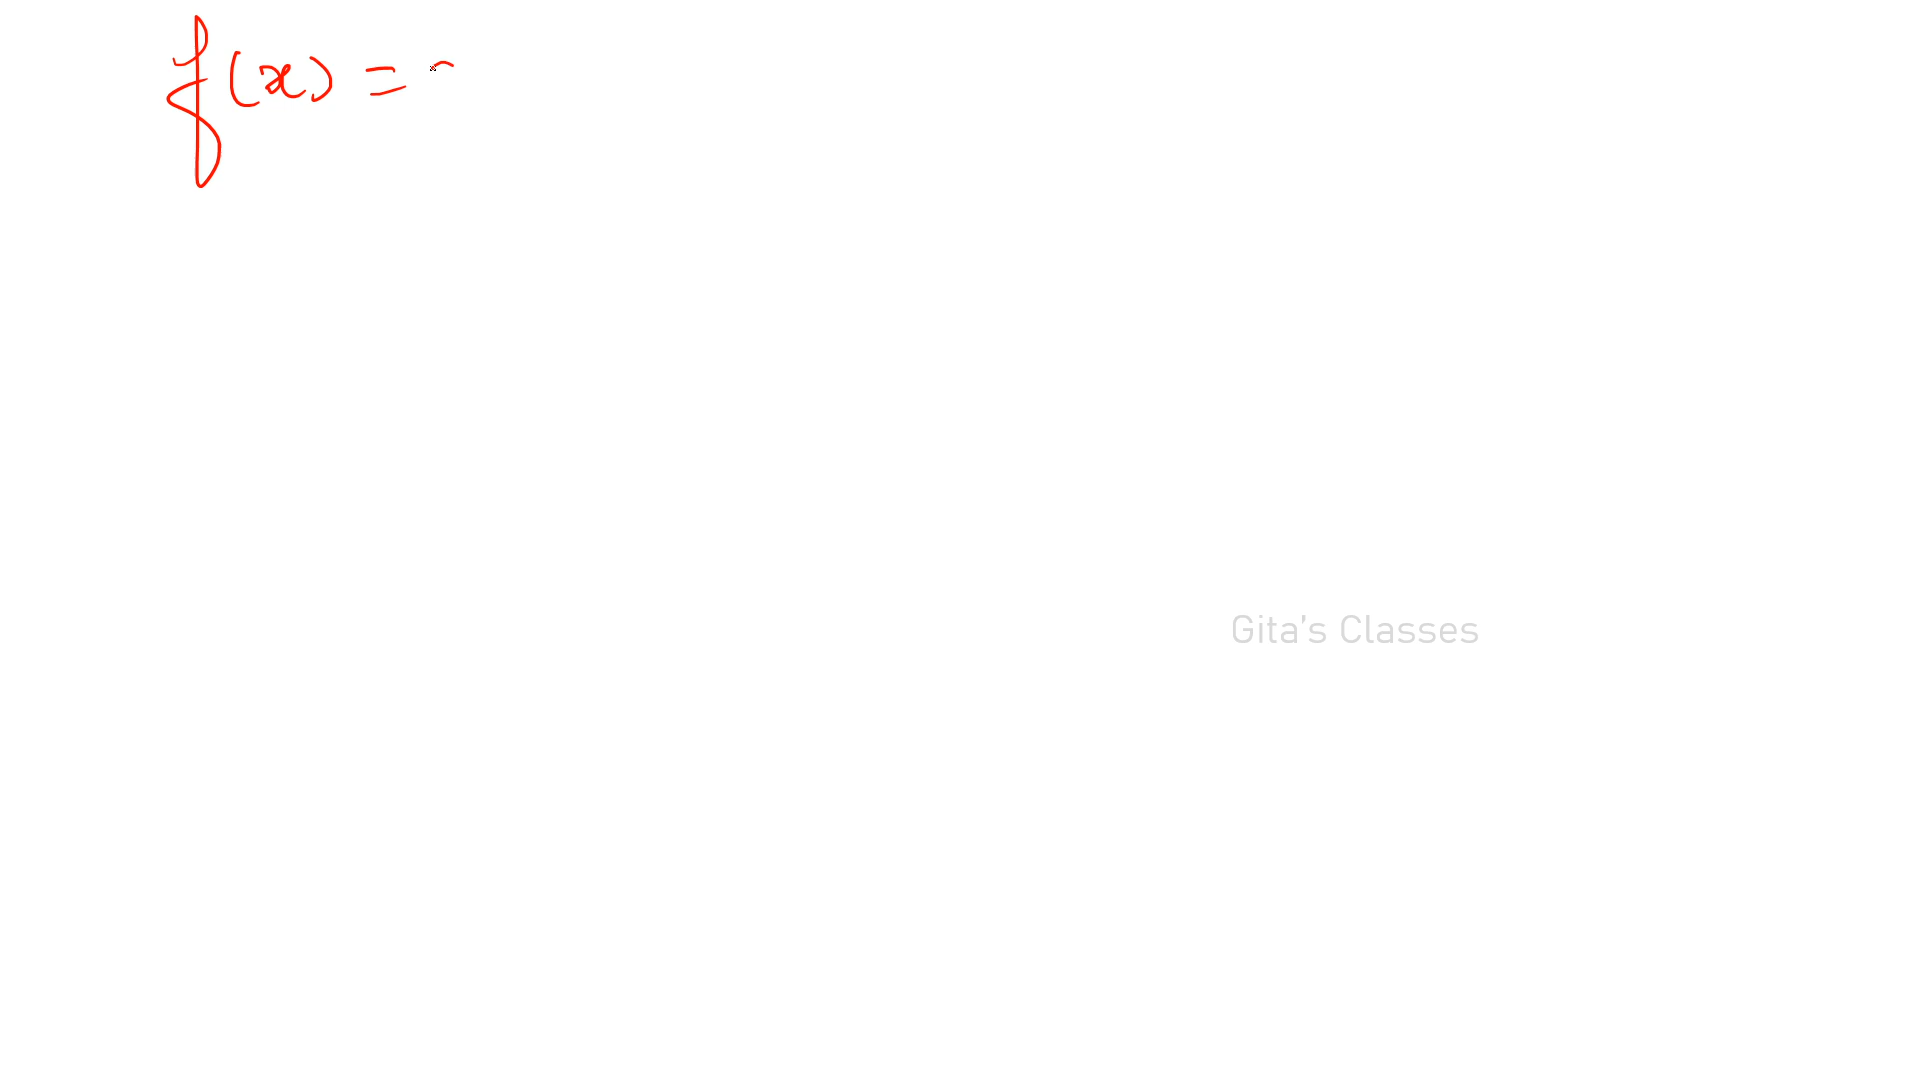 f(x) =
Gita's Classes